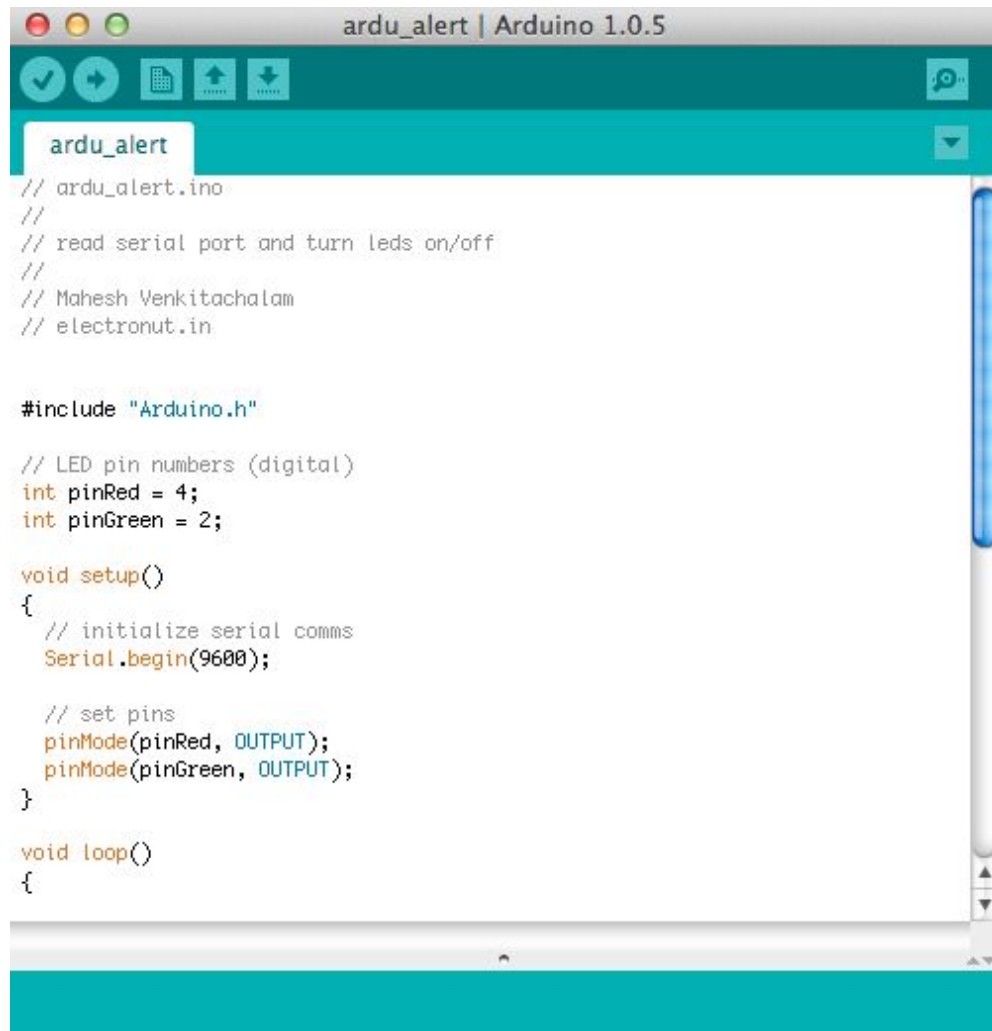 ardu_alert | Arduino 1.0.5
ardu_alert
// ardu_alert.ino
//
// read serial port and turn leds on/off
//
// Mahesh Venkitachalam
// electronut.in
#include "Arduino.h"
// LED pin numbers (digital)
int pinRed = 4;
int pinGreen = 2;
void setup()
{
  // initialize serial comms
  Serial.begin(9600);
  // set pins
  pinMode(pinRed, OUTPUT);
  pinMode(pinGreen, OUTPUT);
}
void loop()
{